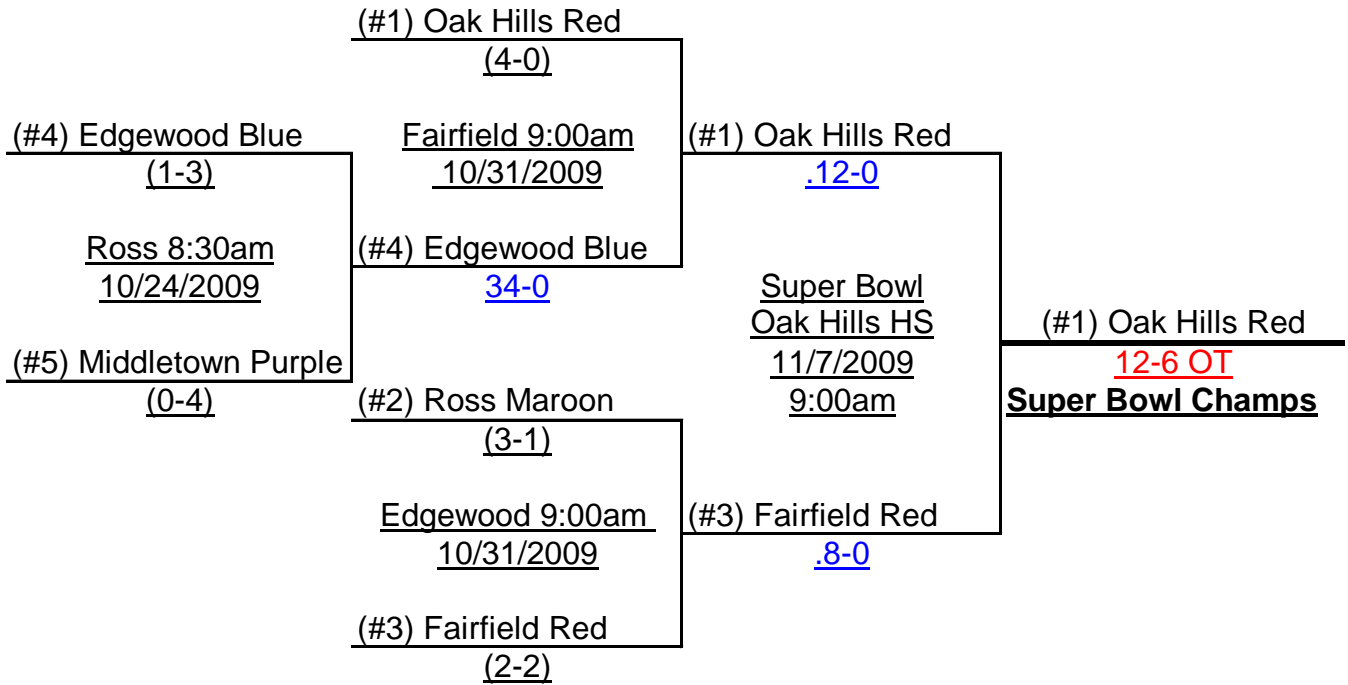 (#1) Oak Hills Red
(4-0)
(#4) Edgewood Blue
(1-3)
Fairfield 9:00am
10/31/2009
(#1) Oak Hills Red
.12-0
Ross 8:30am
10/24/2009
(#4) Edgewood Blue
34-0
Super Bowl
Oak Hills HS
11/7/2009
9:00am
(#1) Oak Hills Red
12-6 OT
Super Bowl Champs
(#5) Middletown Purple
(0-4)
(#2) Ross Maroon
(3-1)
Edgewood 9:00am
10/31/2009
(#3) Fairfield Red
.8-0
(#3) Fairfield Red
(2-2)